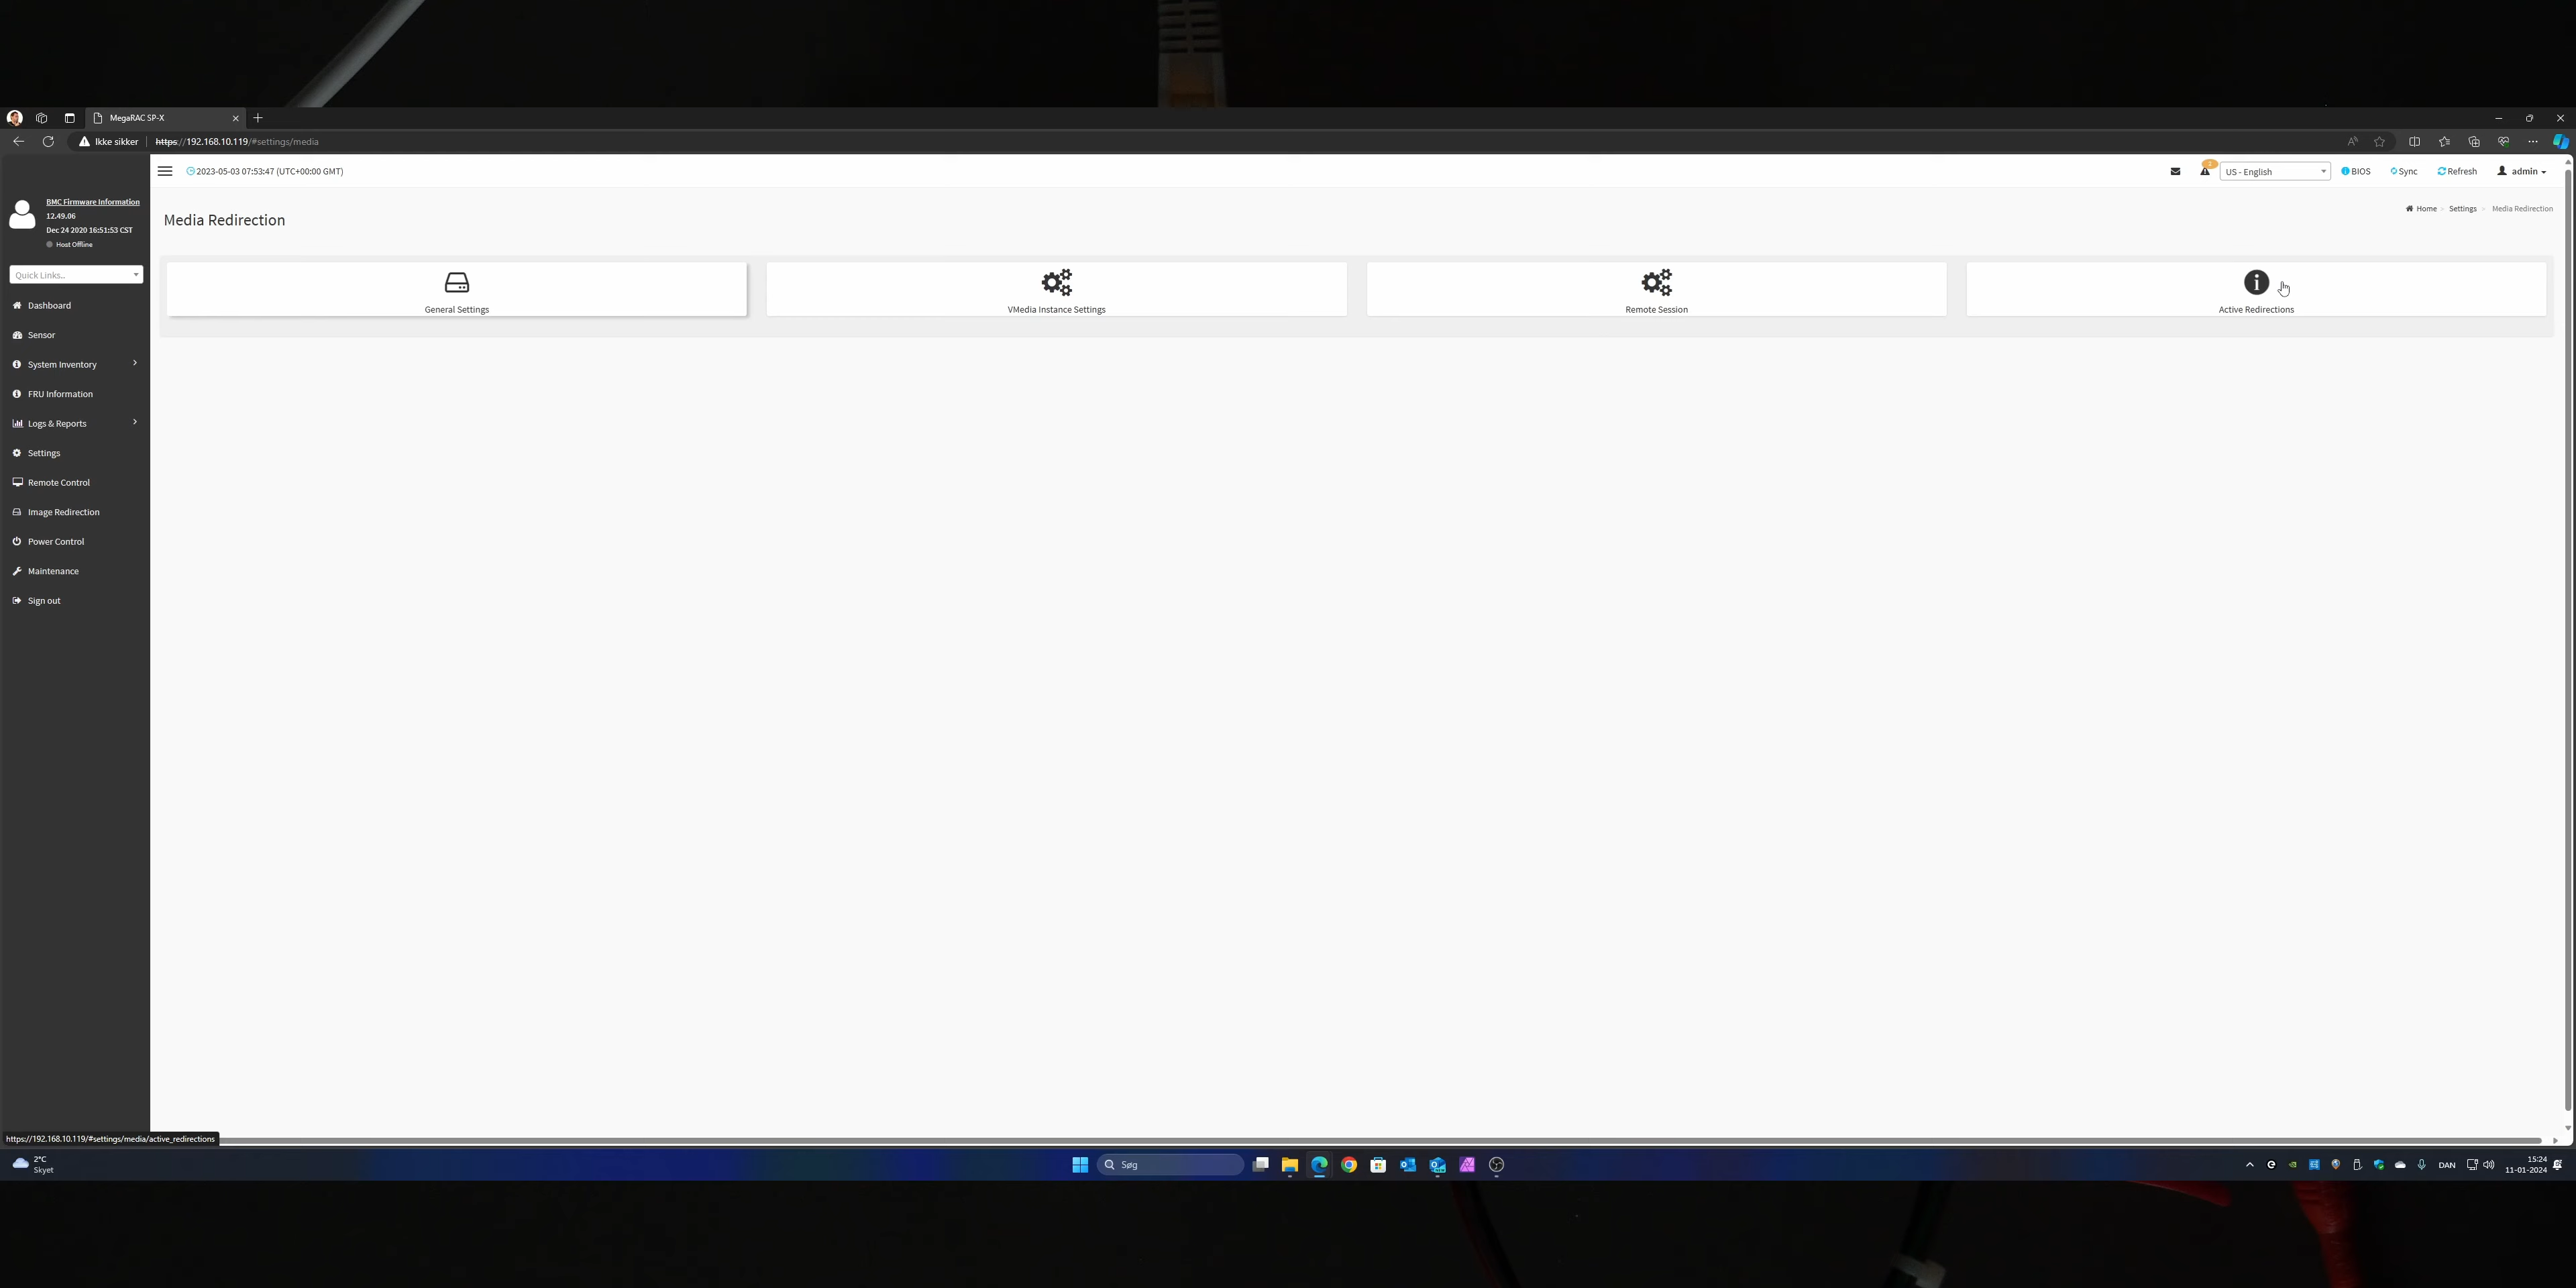 MegaRAC SP-X
Ikke sikker
https://192.168.10.119/#settings/media
2023-05-03 07:53:47 (UTC+00:00 GMT)
US - English
BIOS
Sync
Refresh
admin
BMC Firmware Information
12.49.06
Dec 24 2020 16:51:53 CST
Host Offline
Quick Links..
Dashboard
Sensor
System Inventory
FRU Information
Logs & Reports
Settings
Remote Control
Image Redirection
Power Control
Maintenance
Sign out
Media Redirection
Home
Settings
Media Redirection
General Settings
VMedia Instance Settings
Remote Session
Active Redirections
https://192.168.10.119/#settings/media/active_redirections
2°C
Skyet
Søg
DAN
15:24
11-01-2024